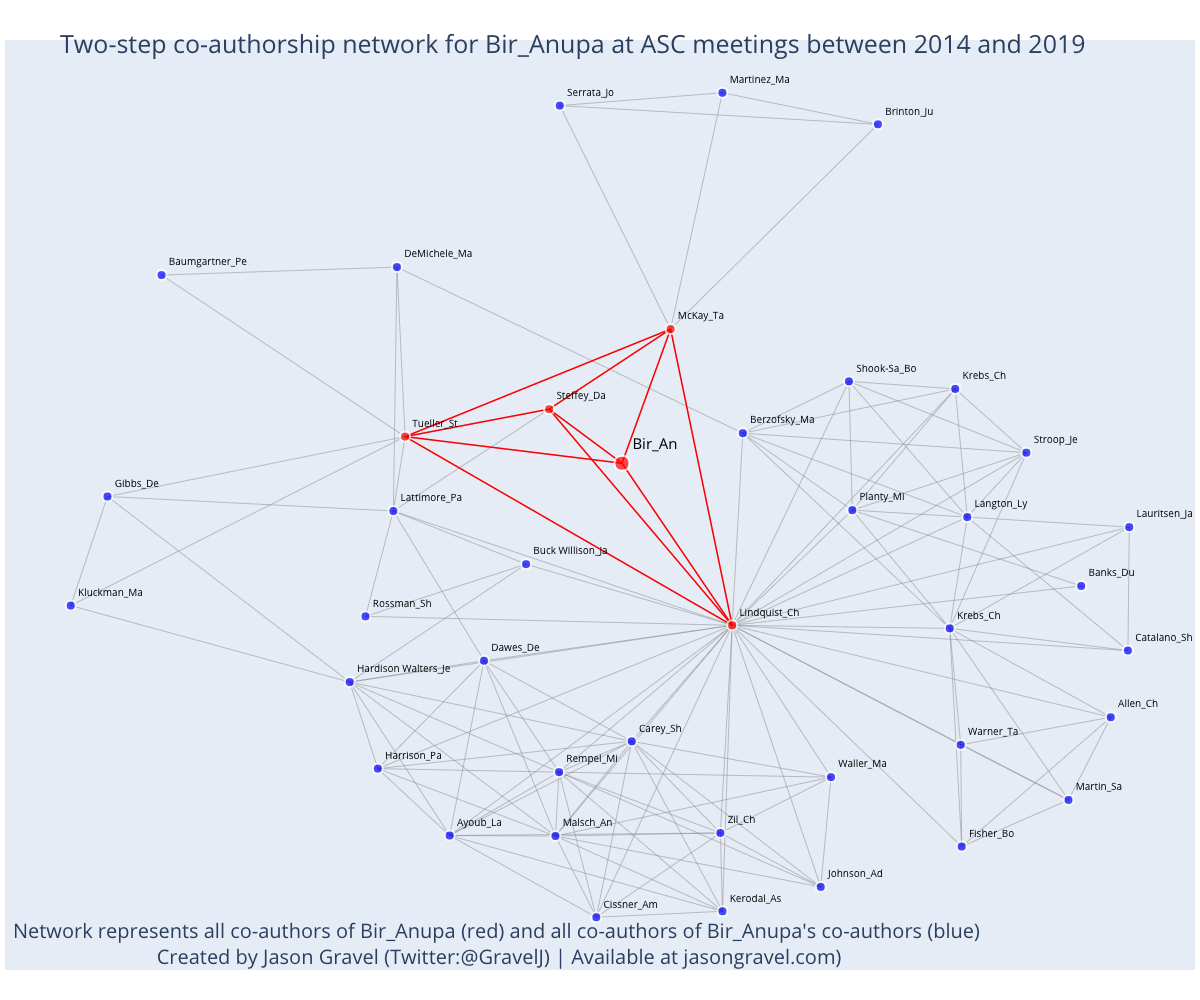 Two-step co-authorship network for Bir_Anupa at ASC meetings between 2014 and 2019
Martinez_Ma
Serrata_Jo
Brinton_Ju
DeMichele_Ma
Baumgartner_Pe
McKay_Ta
Shook-Sa_Bo
Krebs_Ch
Steffey_Da
Berzofsky_Ma
Tueller_St
Bir_An
Stroop_Je
Gibbs_De
Lattimore_Pa
Planty_Mi
Langton_Ly
Lauritsen_Ja
Buck Willison_Ja
Banks_Du
Kluckman_Ma
Rossman_Sh
Lindquist_Ch
Krebs_Ch
Catalano_Sh
Dawes_De
Hardison Walters_Je
Allen_Ch
Carey_Sh
Warner_Ta
Harrison_Pa
Rempel_Mi
Waller_Ma
Martin_Sa
Ayoub_La
Malsch_An
Zil_Ch
Fisher_Bo
Johnson_Ad
Cissner_Am
Kerodal_As
Network represents all co-authors of Bir_Anupa (red) and all co-authors of Bir_Anupa's co-authors (blue)
Created by Jason Gravel (Twitter:@GravelJ) | Available at jasongravel.com)